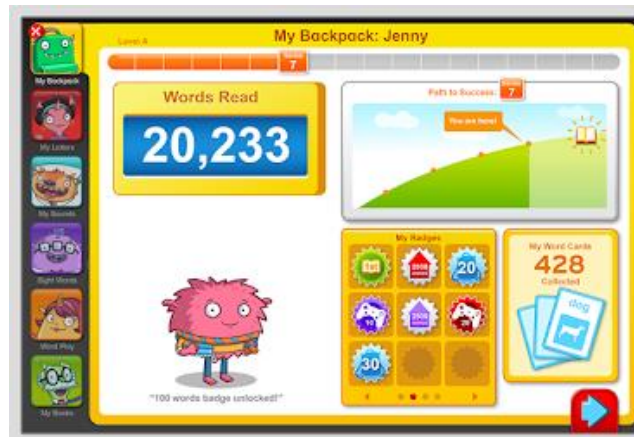 My Backpack: Jenny
Level A
7
My Backpack
My Letters
My Sounds
Sight Words
Word Play
My Books
Words Read
20,233
Path to Success:
7
You are here!
My Badges
1st
20
10
30
My Word Cards
428
Collected
dog
"100 words badge unlocked!"